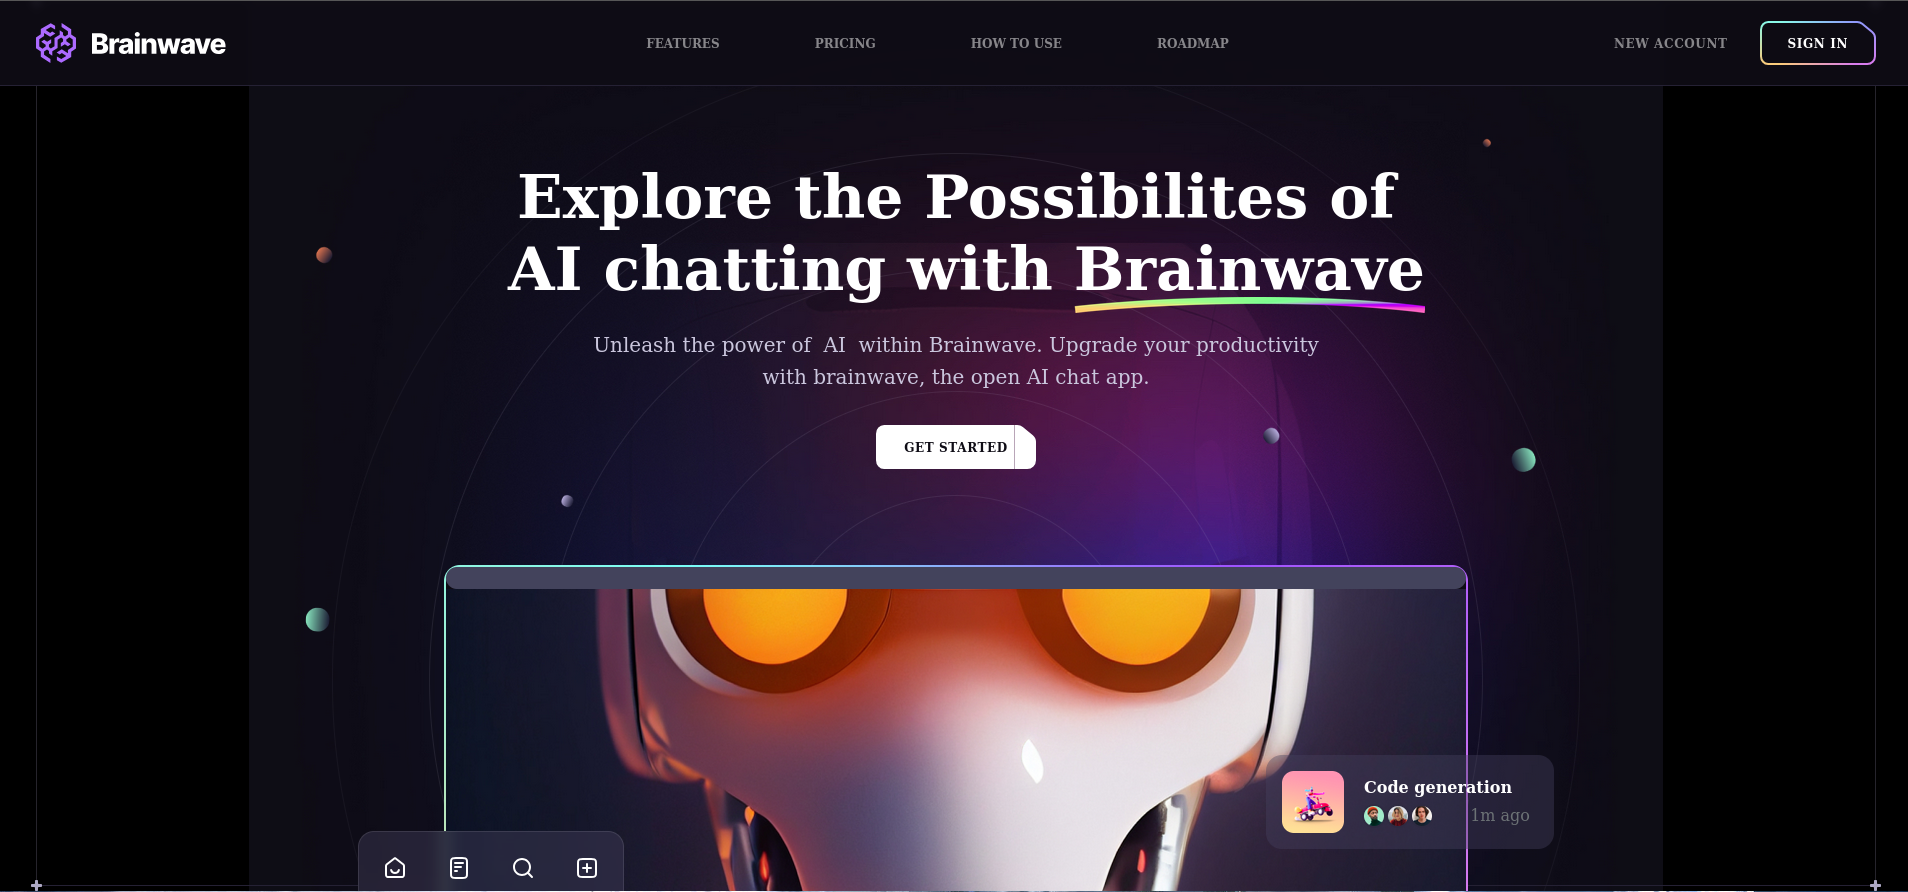 Brainwave
FEATURES
PRICING
HOW TO USE
ROADMAP
NEW ACCOUNT
SIGN IN
Explore the Possibilites of
AI chatting with Brainwave
Unleash the power of AI within Brainwave. Upgrade your productivity
with brainwave, the open AI chat app.
GET STARTED
Code generation
1m ago